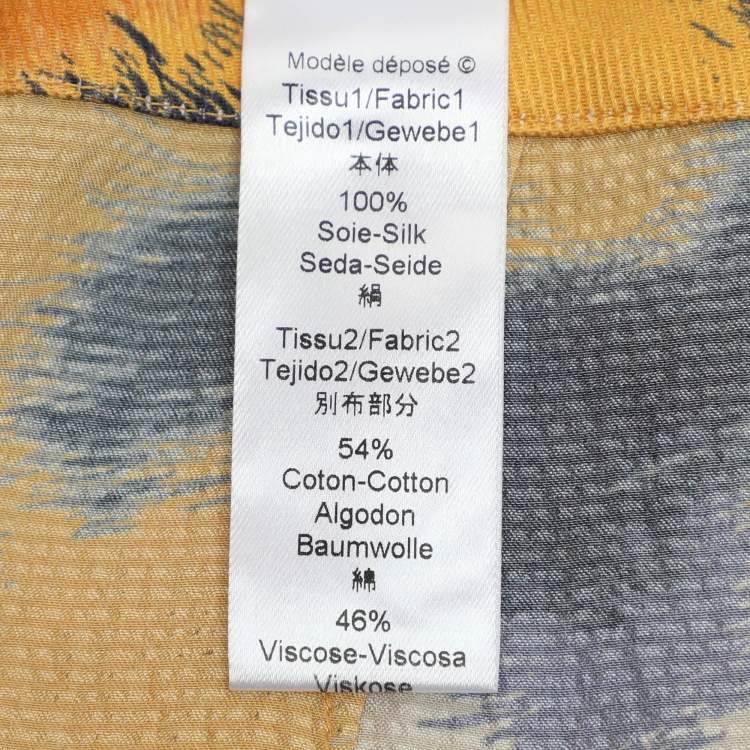 Modèle déposé ©
Tissu1/Fabric1
Tejido1/Gewebe1
本体
100%
Soie-Silk
Seda-Seide
絹
Tissu2/Fabric2
Tejido2/Gewebe2
別布部分
54%
Coton-Cotton
Algodon
Baumwolle
綿
46%
Viscose-Viscosa
Viskose